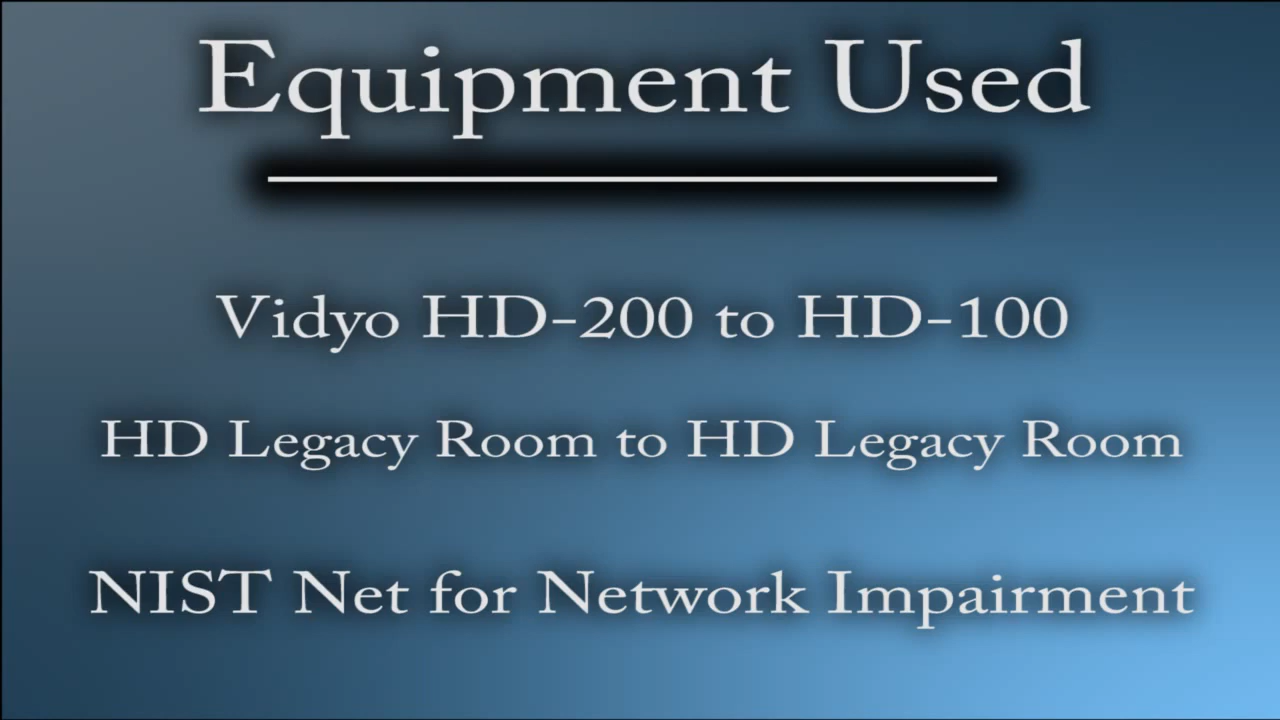 Equipment Used
Vidyo HD-200 to HD-100
HD Legacy Room to HD Legacy Room
NIST Net for Network Impairment